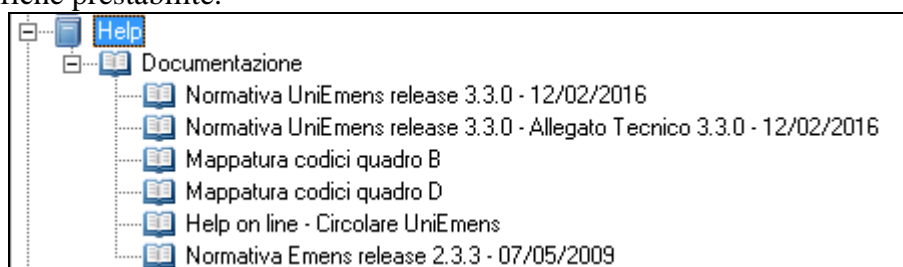 prestabilite.
Help
Documentazione
Normativa UniEmens release 3.3.0 - 12/02/2016
Normativa UniEmens release 3.3.0 - Allegato Tecnico 3.3.0 - 12/02/2016
Mappatura codici quadro B
Mappatura codici quadro D
Help on line - Circolare UniEmens
Normativa Emens release 2.3.3 - 07/05/2009